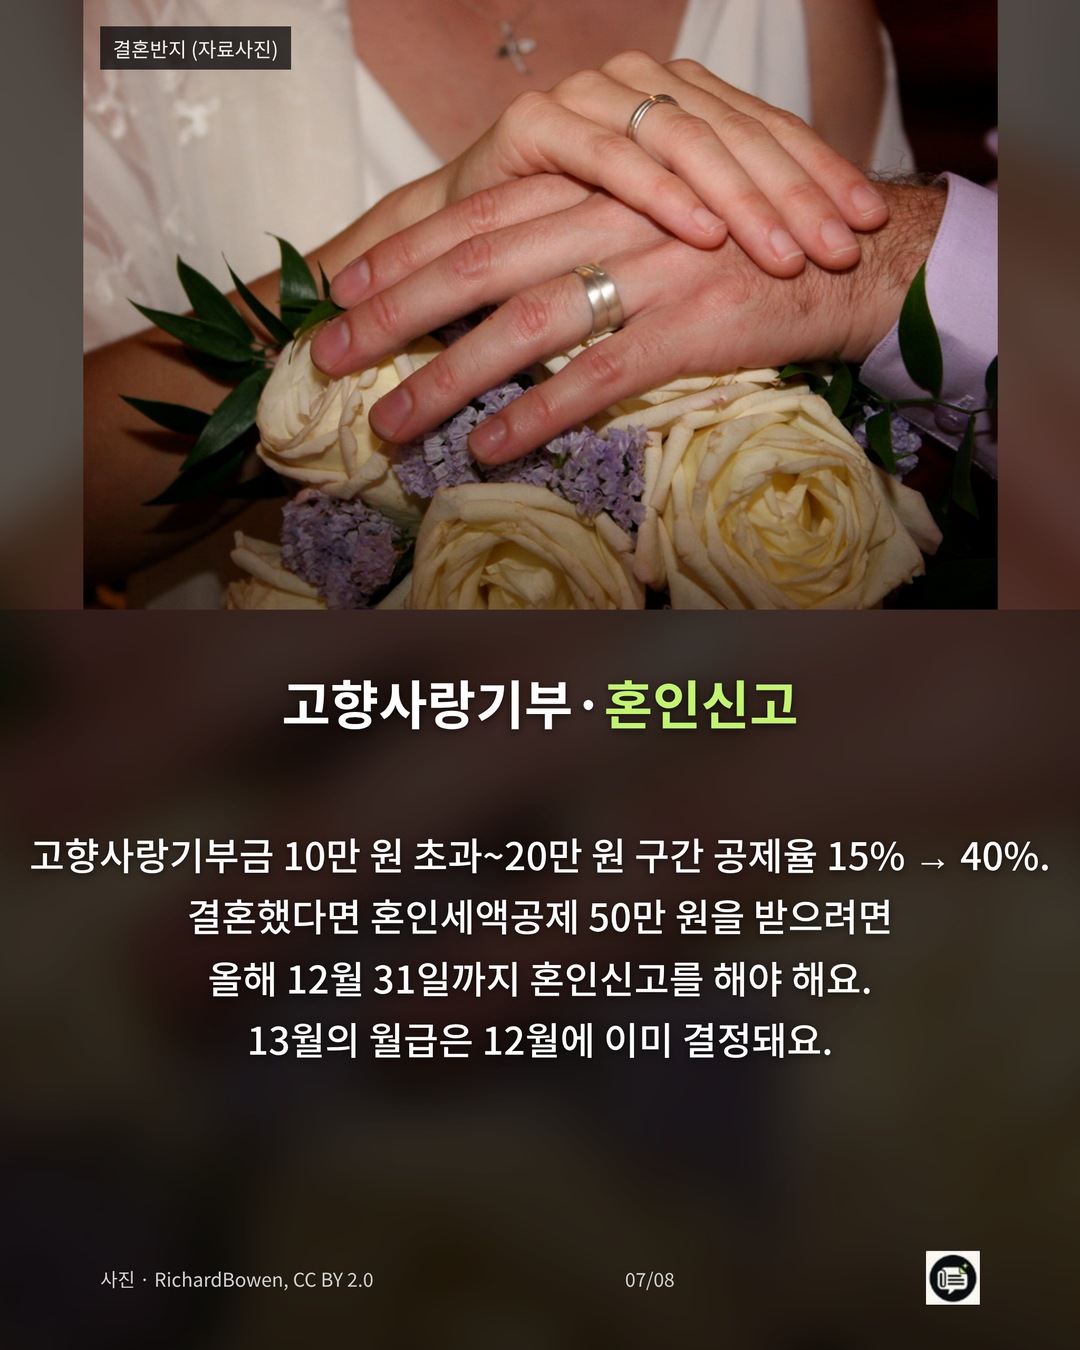 결혼반지 (자료사진)
고향사랑기부·혼인신고
고향사랑기부금 10만 원 초과~20만 원 구간 공제율 15% → 40%.
결혼했다면 혼인세액공제 50만 원을 받으려면
올해 12월 31일까지 혼인신고를 해야 해요.
13월의 월급은 12월에 이미 결정돼요.
사진 · RichardBowen, CC BY 2.0
07/08